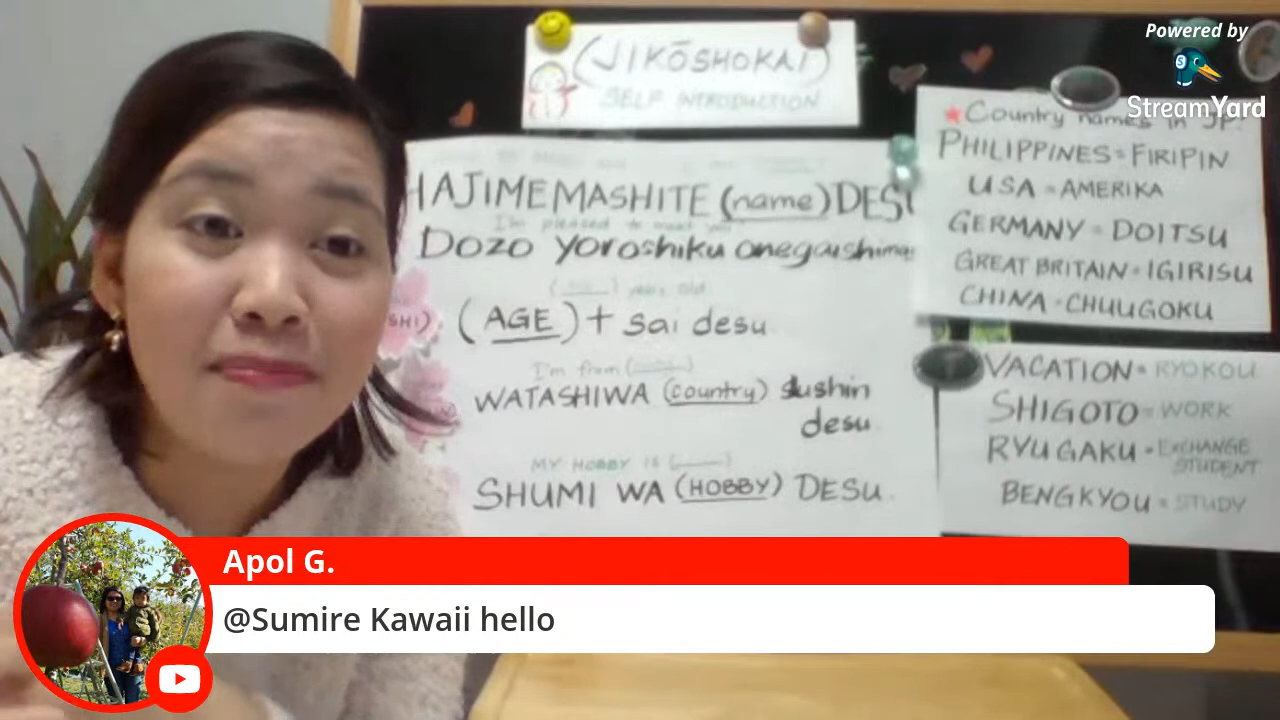 Powered by
StreamYard
(JIKŌSHOKAI)
SELF INTRODUCTION
HAJIMEMASHITE (name) DESU
I'm pleased to meet you
DOZO yoroshiku onegaishimas
years old
SHI)
(AGE) + sai desu
I'm from
WATASHIWA (country) shushin
desu.
MY HOBBY IS
SHUMI WA (HOBBY) DESU.
Country names in JP.
PHILIPPINES = FIRIPIN
USA = AMERIKA
GERMANY = DOITSU
GREAT BRITAIN = IGIRISU
CHINA = CHUUGOKU
VACATION = RYOKOU
SHIGOTO = WORK
RYUGAKU = EXCHANGE
STUDENT
BENGKYOU = STUDY
Apol G.
@Sumire Kawaii hello